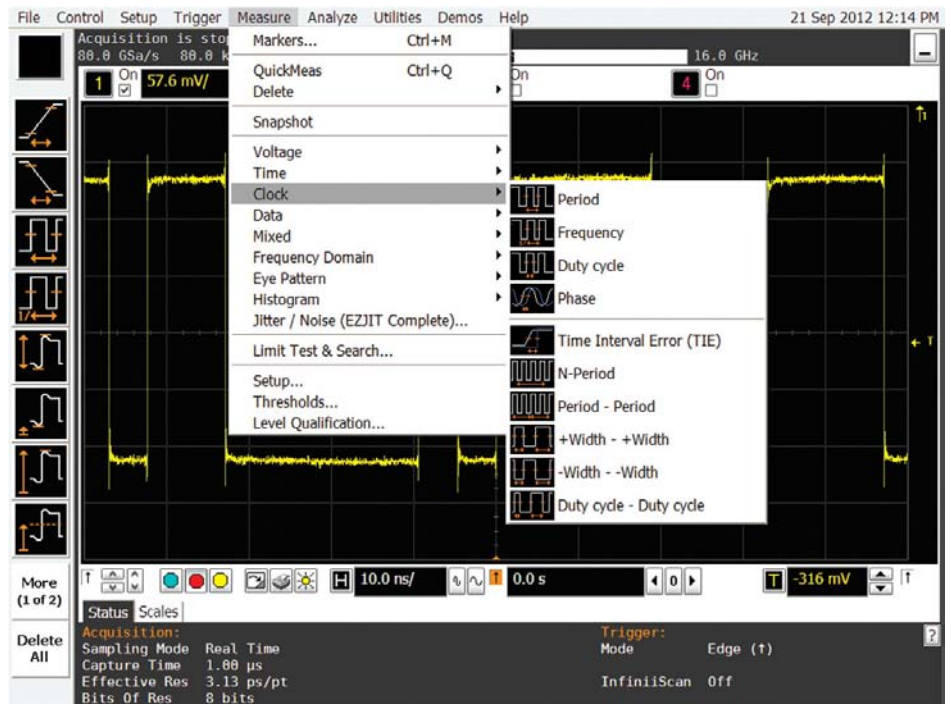 File Control Setup Trigger Measure Analyze Utilities Demos Help 21 Sep 2012 12:14 PM
Acquisition is sto
80.0 GSa/s 80.0 k
16.0 GHz
1 On 57.6 mV/
On
4 On
Markers... Ctrl+M
QuickMeas Ctrl+Q
Delete
Snapshot
Voltage
Time
Clock
Data
Mixed
Frequency Domain
Eye Pattern
Histogram
Jitter / Noise (EZJIT Complete)...
Limit Test & Search...
Setup...
Thresholds...
Level Qualification...
Period
Frequency
Duty cycle
Phase
Time Interval Error (TIE)
N-Period
Period - Period
+Width - +Width
-Width - -Width
Duty cycle - Duty cycle
1/
1
T
More
(1 of 2)
Delete
All
H 10.0 ns/ 0.0 s 0 T -316 mV
Status Scales
Acquisition:
Sampling Mode Real Time
Capture Time 1.00 µs
Effective Res 3.13 ps/pt
Bits Of Res 8 bits
Trigger:
Mode Edge (↑)
InfiniiScan Off
?